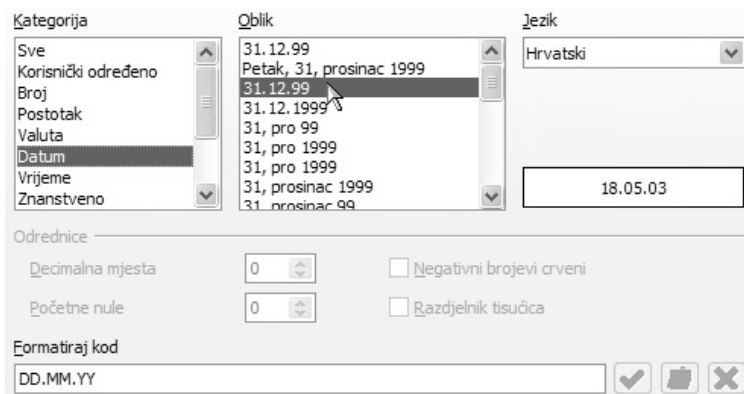 Kategorija
Sve
Korisnički određeno
Broj
Postotak
Valuta
Datum
Vrijeme
Znanstveno
Oblik
31.12.99
Petak, 31, prosinac 1999
31.12.99
31.12.1999
31, pro 99
31, pro 1999
31, pro 1999
31, prosinac 1999
31, prosinac 99
Jezik
Hrvatski
18.05.03
Odrednice
Decimalna mjesta 0
Negativni brojevi crveni
Početne nule 0
Razdjelnik tisućica
Formatiraj kod
DD.MM.YY